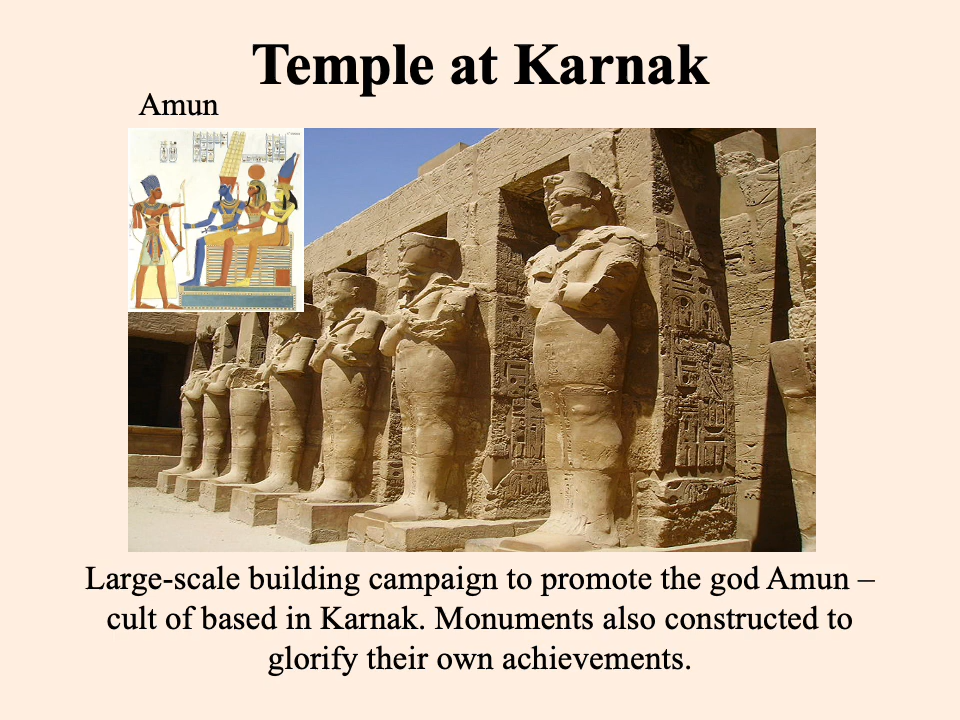 Temple at Karnak
Amun
Large-scale building campaign to promote the god Amun –
cult of based in Karnak. Monuments also constructed to
glorify their own achievements.